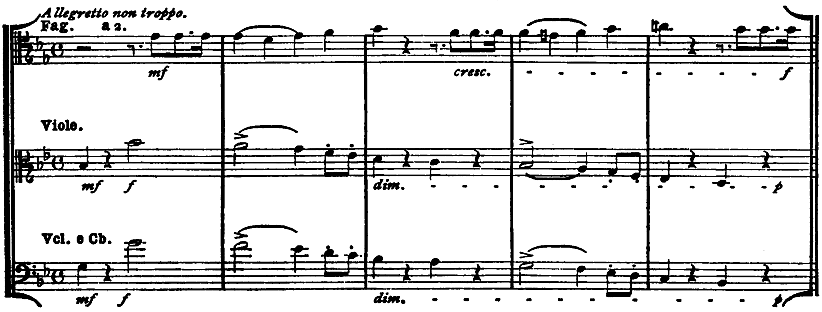 Allegretto non troppo.
Fag. a 2.
mf cresc. f
Viole.
mf f dim. p
Vcl. e Cb.
mf f dim. p